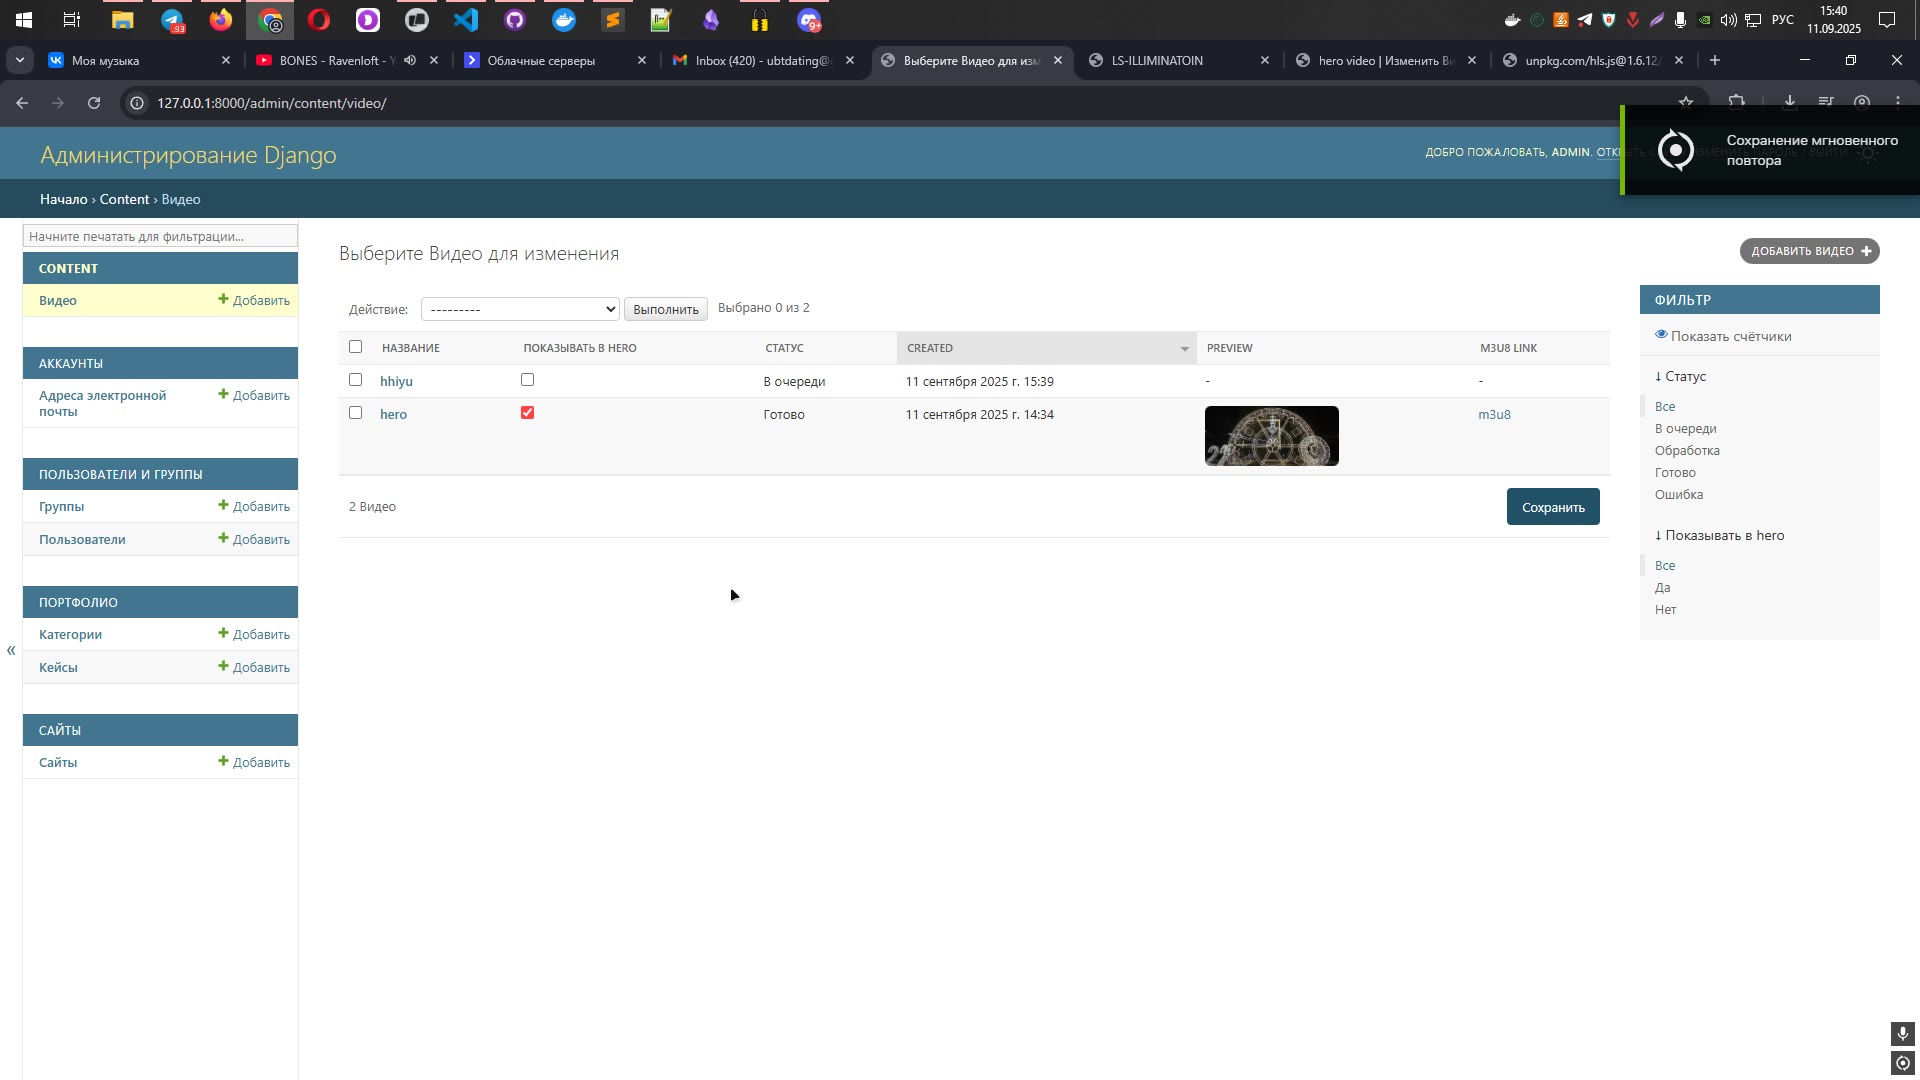 93
9+
РУС
15:40
11.09.2025
Моя музыка
BONES - Ravenloft - Y
Облачные серверы
Inbox (420) - ubtdating@g
Выберите Видео для изм
LS-ILLIMINATOIN
hero video | Изменить Ви
unpkg.com/hls.js@1.6.12/
127.0.0.1:8000/admin/content/video/
Сохранение мгновенного
повтора
Администрирование Django
ДОБРО ПОЖАЛОВАТЬ, ADMIN.
Начало › Content › Видео
Начните печатать для фильтрации...
CONTENT
Видео
Добавить
АККАУНТЫ
Адреса электронной
почты
Добавить
ПОЛЬЗОВАТЕЛИ И ГРУППЫ
Группы
Добавить
Пользователи
Добавить
ПОРТФОЛИО
Категории
Добавить
Кейсы
Добавить
САЙТЫ
Сайты
Добавить
«
Выберите Видео для изменения
ДОБАВИТЬ ВИДЕО
Действие: --------- Выполнить Выбрано 0 из 2
НАЗВАНИЕ ПОКАЗЫВАТЬ В HERO СТАТУС CREATED PREVIEW M3U8 LINK
hhiyu В очереди 11 сентября 2025 г. 15:39 - -
hero Готово 11 сентября 2025 г. 14:34 m3u8
2 Видео
Сохранить
ФИЛЬТР
Показать счётчики
↓ Статус
Все
В очереди
Обработка
Готово
Ошибка
↓ Показывать в hero
Все
Да
Нет